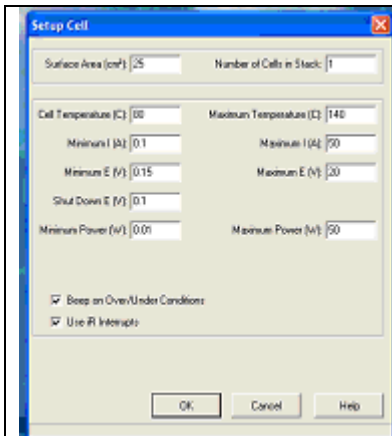 Setup Cell
Surface Area (cm²): 25 Number of Cells in Stack: 1
Cell Temperature (C): 80 Maximum Temperature (C): 140
Minimum I (A): 0.1 Maximum I (A): 50
Minimum E (V): 0.15 Maximum E (V): 20
Shut Down E (V): 0.1
Minimum Power (W): 0.01 Maximum Power (W): 50
Beep on Over/Under Conditions
Use iR Interrupts
OK Cancel Help